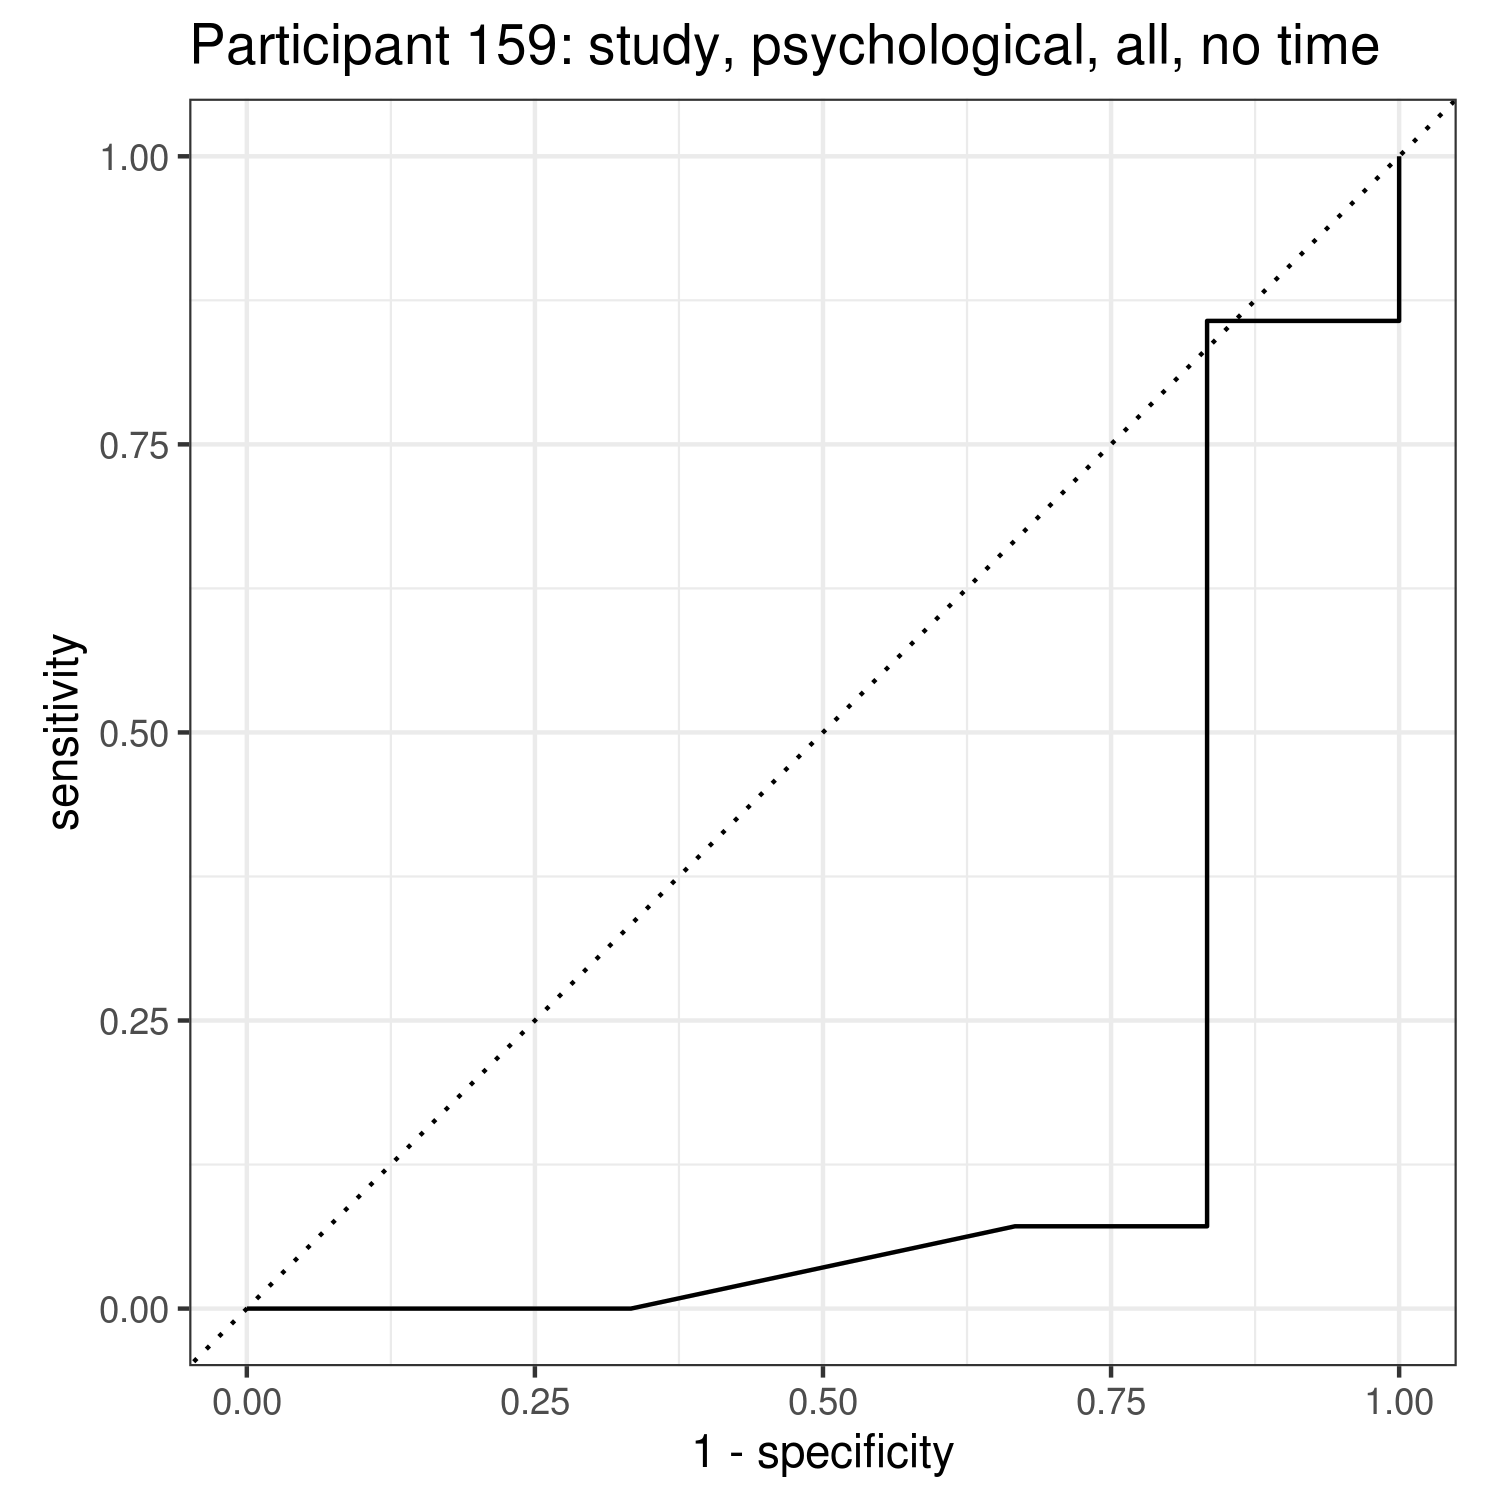 Participant 159: study, psychological, all, no time
1.00
0.75
0.50
0.25
0.00
sensitivity
0.00 0.25 0.50 0.75 1.00
1 - specificity